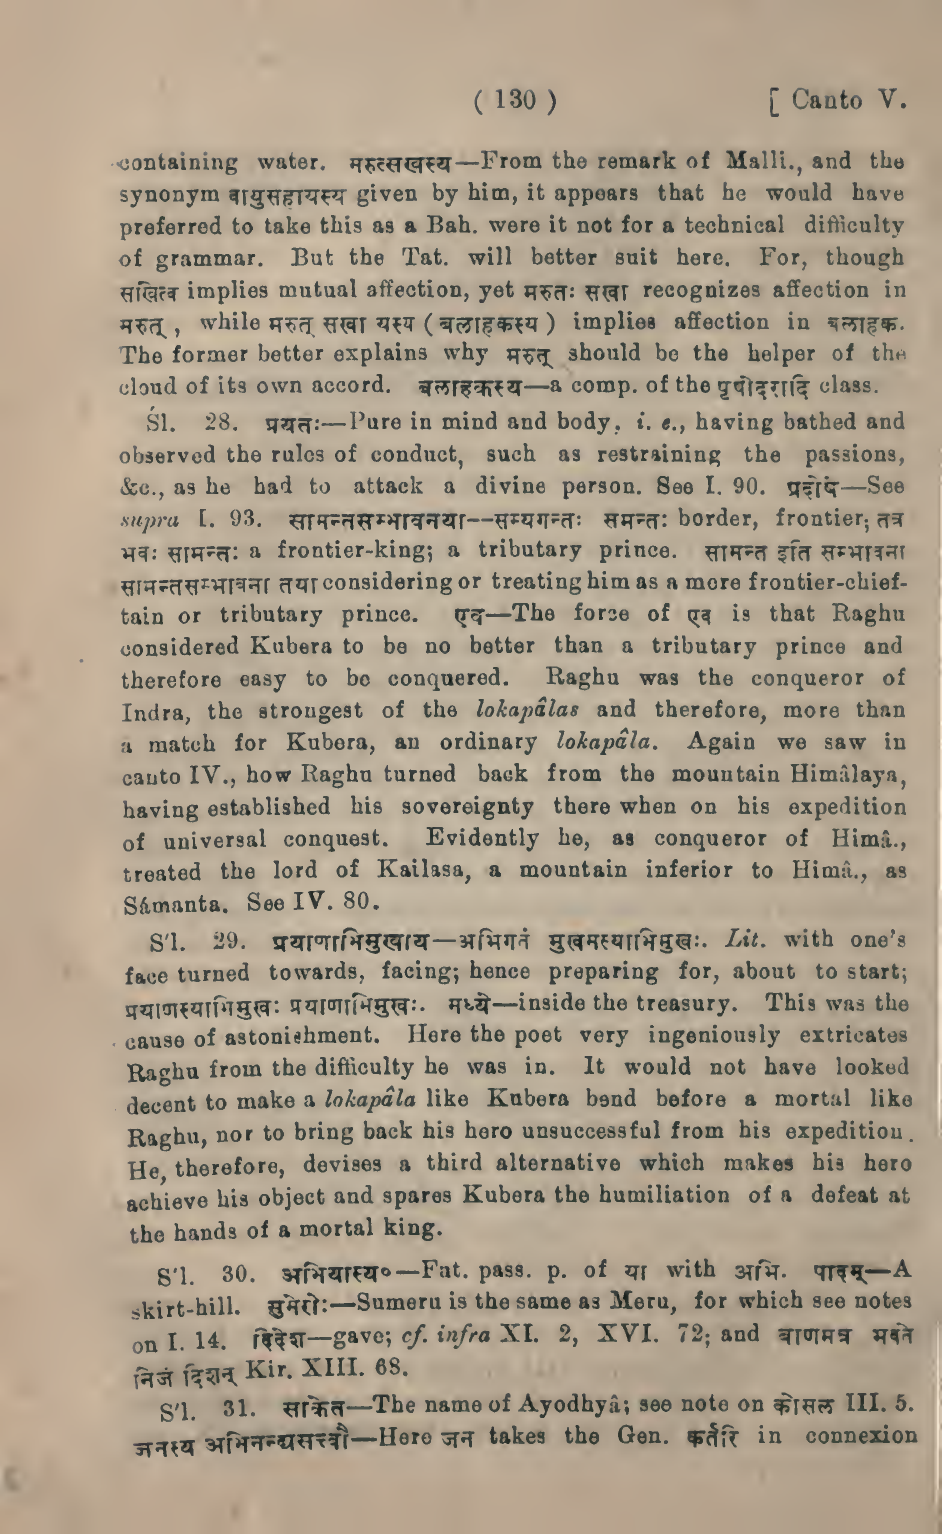 ( 130 ) [ Canto V.
containing water. मरुत्सखस्य—From the remark of Malli., and the
synonym वायुसहायस्य given by him, it appears that he would have
preferred to take this as a Bah. were it not for a technical difficulty
of grammar. But the Tat. will better suit here. For, though
सखित्व implies mutual affection, yet मरुतः सखा recognizes affection in
मरुत् , while मरुत् सखा यस्य ( बलाहकस्य ) implies affection in बलाहक.
The former better explains why मरुत् should be the helper of the
cloud of its own accord. बलाहकस्य—a comp. of the पृषोदरादि class.
Śl. 28. प्रयतः—Pure in mind and body, i. e., having bathed and
observed the rules of conduct, such as restraining the passions,
&c., as he had to attack a divine person. See I. 90. प्रदोषे—See
supra I. 93. सामन्तसम्भावनया--सम्यगन्तः समन्तः border, frontier; तत्र
भवः सामन्तः a frontier-king; a tributary prince. सामन्त इति सम्भावना
सामन्तसम्भावना तया considering or treating him as a mere frontier-chief-
tain or tributary prince. एव—The force of एव is that Raghu
considered Kubera to be no better than a tributary prince and
therefore easy to be conquered. Raghu was the conqueror of
Indra, the strongest of the lokapâlas and therefore, more than
a match for Kubera, an ordinary lokapâla. Again we saw in
canto IV., how Raghu turned back from the mountain Himâlaya,
having established his sovereignty there when on his expedition
of universal conquest. Evidently he, as conqueror of Himâ.,
treated the lord of Kailasa, a mountain inferior to Himâ., as
Sámanta. See IV. 80.
S'l. 29. प्रयाणाभिमुखाय—अभिगतं मुखमस्याभिमुखः. Lit. with one's
face turned towards, facing; hence preparing for, about to start;
प्रयाणस्याभिमुखः प्रयाणाभिमुखः. मध्ये—inside the treasury. This was the
cause of astonishment. Here the poet very ingeniously extricates
Raghu from the difficulty he was in. It would not have looked
decent to make a lokapâla like Kubera bend before a mortal like
Raghu, nor to bring back his hero unsuccessful from his expedition.
He, therefore, devises a third alternative which makes his hero
achieve his object and spares Kubera the humiliation of a defeat at
the hands of a mortal king.
S'l. 30. अभियास्य०—Fut. pass. p. of या with अभि. पादम्—A
skirt-hill. सुमेरोः—Sumeru is the same as Meru, for which see notes
on I. 14. दिदेश—gave; cf. infra XI. 2, XVI. 72; and बाणमत्र भवते
निजं दिशन् Kir. XIII. 68.
S'l. 31. साकेत—The name of Ayodhyâ; see note on कोसल III. 5.
जनस्य अभिनन्द्यसत्त्वौ—Here जन takes the Gen. कर्तरि in connexion